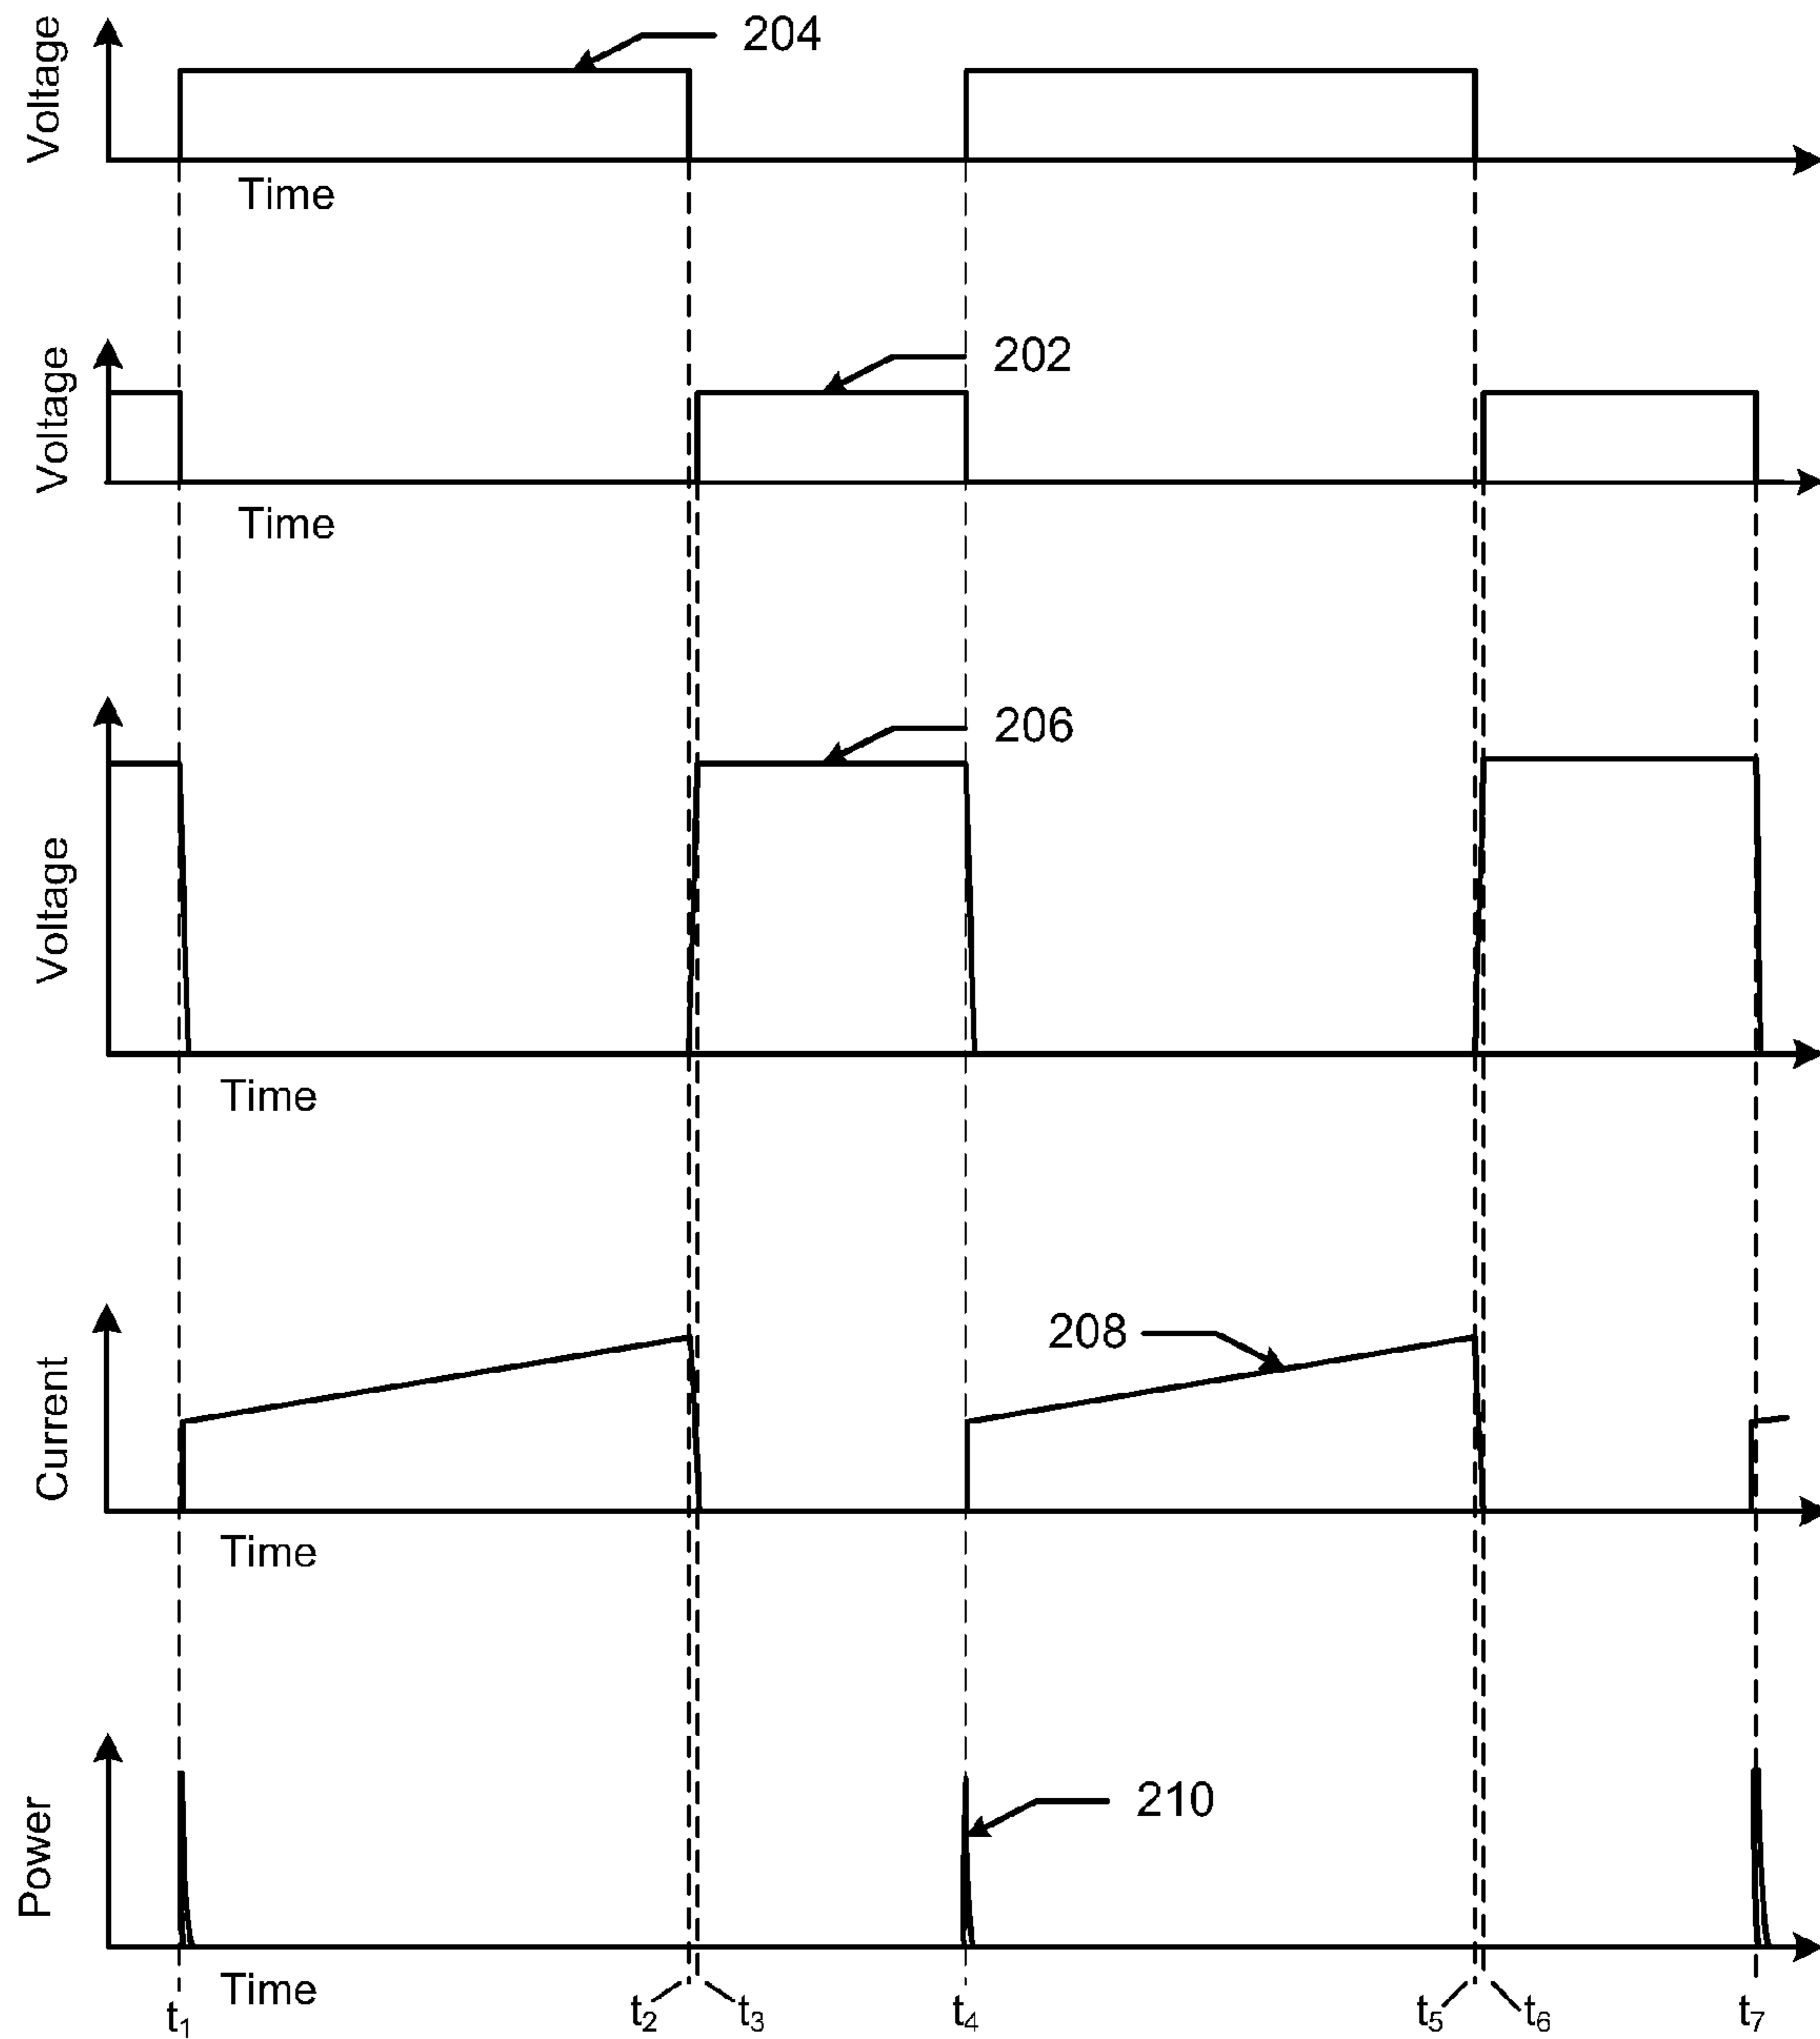 Voltage
204
Time
Voltage
202
Time
Voltage
206
Time
Current
208
Time
Power
210
Time
t₁
t₂
t₃
t₄
t₅
t₆
t₇